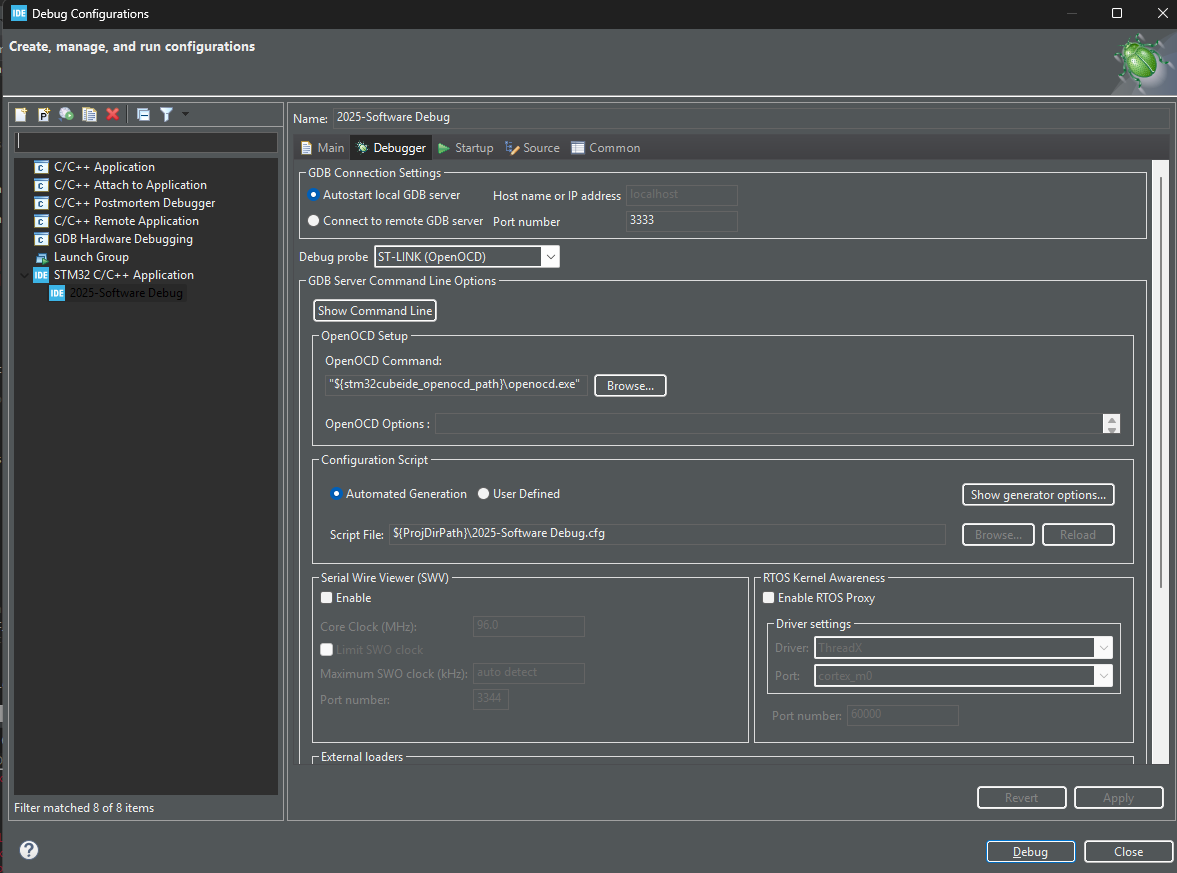 IDE Debug Configurations
Create, manage, and run configurations
Name: 2025-Software Debug
Main Debugger Startup Source Common
C/C++ Application
C/C++ Attach to Application
C/C++ Postmortem Debugger
C/C++ Remote Application
GDB Hardware Debugging
Launch Group
IDE STM32 C/C++ Application
IDE 2025-Software Debug
Filter matched 8 of 8 items
GDB Connection Settings
Autostart local GDB server Host name or IP address localhost
Connect to remote GDB server Port number 3333
Debug probe ST-LINK (OpenOCD)
GDB Server Command Line Options
Show Command Line
OpenOCD Setup
OpenOCD Command:
"${stm32cubeide_openocd_path}\openocd.exe" Browse...
OpenOCD Options :
Configuration Script
Automated Generation User Defined Show generator options...
Script File: ${ProjDirPath}\2025-Software Debug.cfg Browse... Reload
Serial Wire Viewer (SWV)
Enable
Core Clock (MHz): 96.0
Limit SWO clock
Maximum SWO clock (kHz): auto detect
Port number: 3344
RTOS Kernel Awareness
Enable RTOS Proxy
Driver settings
Driver: ThreadX
Port: cortex_m0
Port number: 60000
External loaders
Revert Apply
? Debug Close